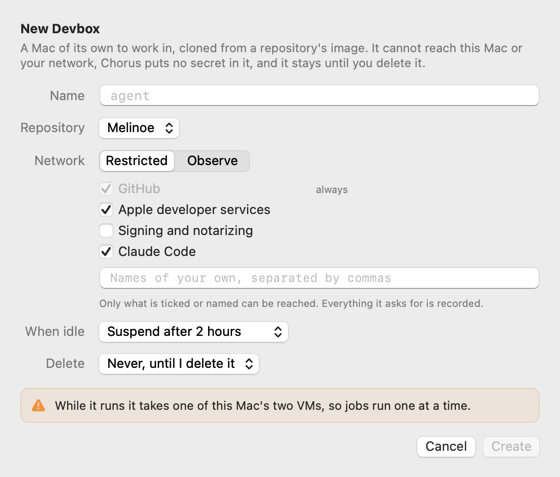 New Devbox
A Mac of its own to work in, cloned from a repository's image. It cannot reach this Mac or
your network, Chorus puts no secret in it, and it stays until you delete it.
Name
agent
Repository
Melinoe
Network
Restricted
Observe
GitHub
always
Apple developer services
Signing and notarizing
Claude Code
Names of your own, separated by commas
Only what is ticked or named can be reached. Everything it asks for is recorded.
When idle
Suspend after 2 hours
Delete
Never, until I delete it
While it runs it takes one of this Mac's two VMs, so jobs run one at a time.
Cancel
Create